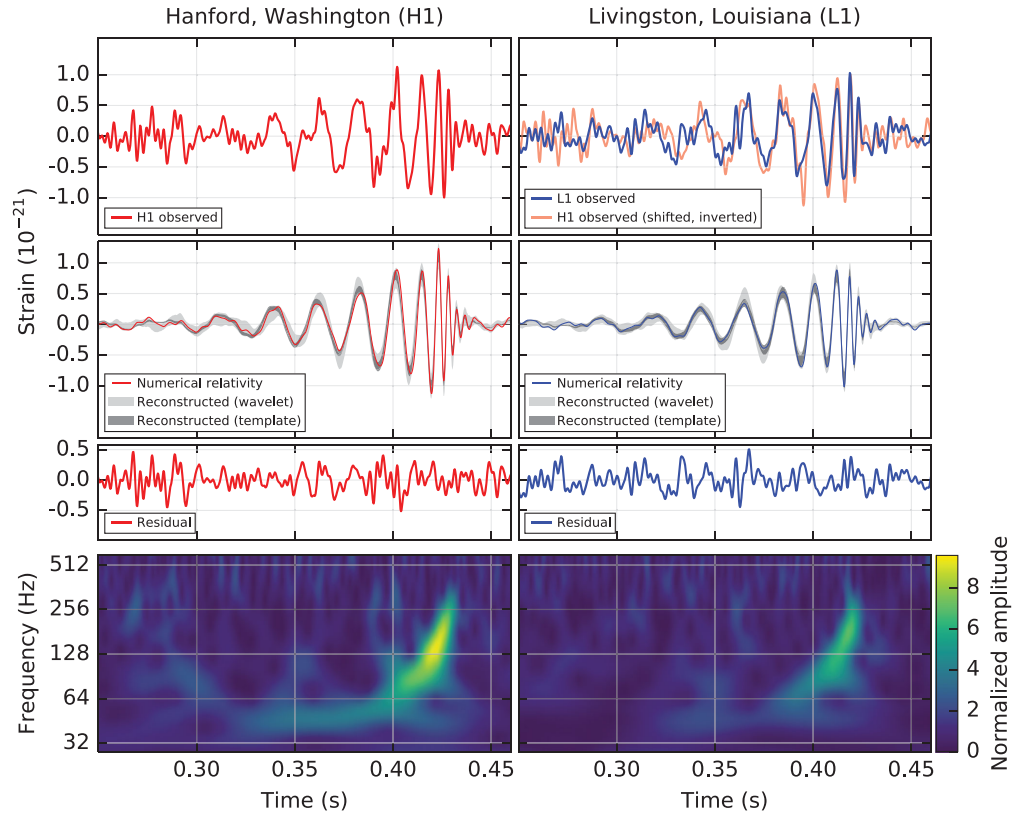 Hanford, Washington (H1)
Livingston, Louisiana (L1)
Strain (10⁻²¹)
1.0
0.5
0.0
-0.5
-1.0
H1 observed
L1 observed
H1 observed (shifted, inverted)
1.0
0.5
0.0
-0.5
-1.0
Numerical relativity
Reconstructed (wavelet)
Reconstructed (template)
Numerical relativity
Reconstructed (wavelet)
Reconstructed (template)
0.5
0.0
-0.5
Residual
Residual
Frequency (Hz)
512
256
128
64
32
0.30 0.35 0.40 0.45
Time (s)
0.30 0.35 0.40 0.45
Time (s)
8
6
4
2
0
Normalized amplitude